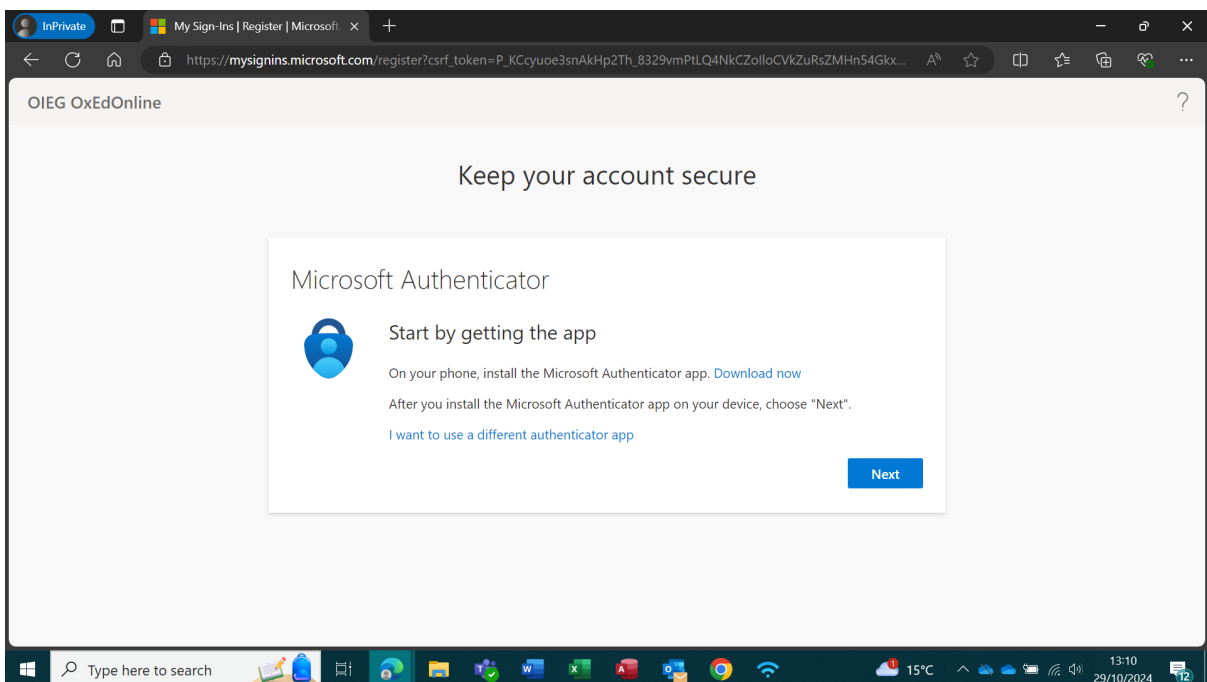 InPrivate
My Sign-Ins | Register | Microsoft.
https://mysignins.microsoft.com/register?csrf_token=P_KCcyuoe3snAkHp2Th_8329vmPtLQ4NkCZolloCVkZuRsZMHn54Gkx...
OIEG OxEdOnline
?
Keep your account secure
Microsoft Authenticator
Start by getting the app
On your phone, install the Microsoft Authenticator app. Download now
After you install the Microsoft Authenticator app on your device, choose "Next".
I want to use a different authenticator app
Next
Type here to search
15°C
13:10
29/10/2024
12